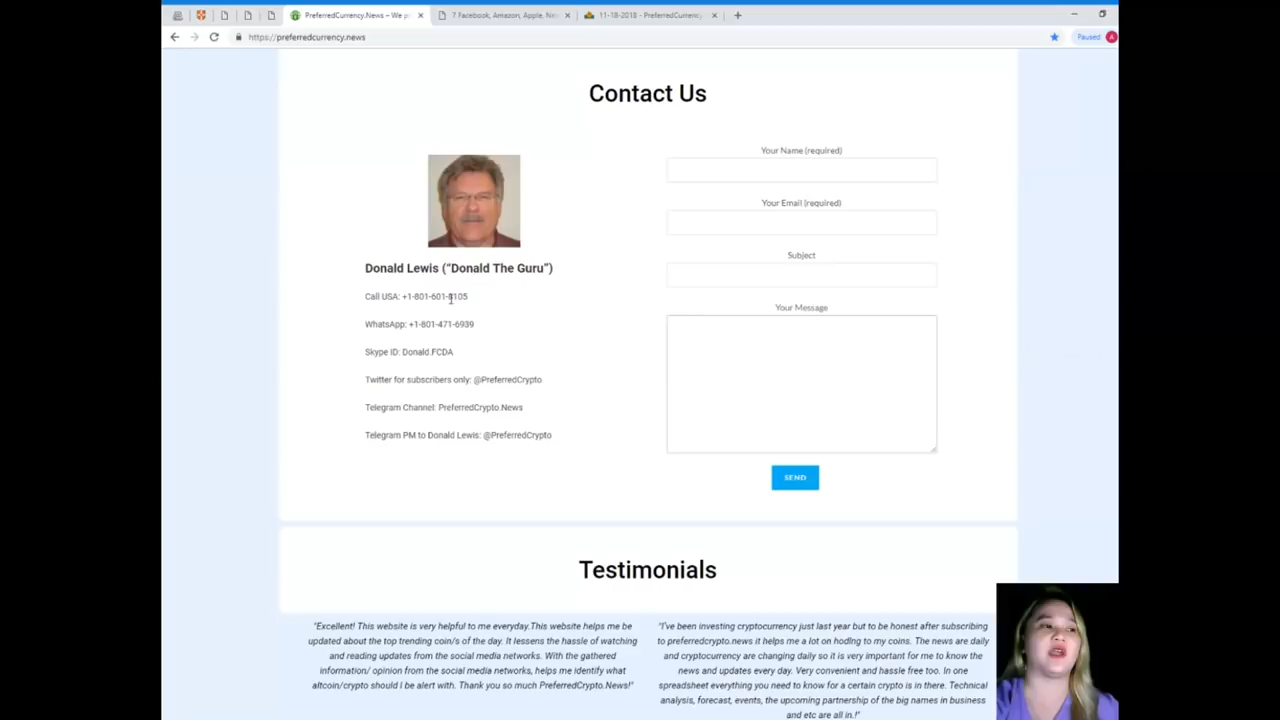 PreferredCurrency.News – We p
7 Facebook, Amazon, Apple, Ne
11-18-2018 - PreferredCurrenc
https://preferredcurrency.news
Paused
A
Contact Us
Donald Lewis ("Donald The Guru")
Call USA: +1-801-601-8105
WhatsApp: +1-801-471-6939
Skype ID: Donald.FCDA
Twitter for subscribers only: @PreferredCrypto
Telegram Channel: PreferredCrypto.News
Telegram PM to Donald Lewis: @PreferredCrypto
Your Name (required)
Your Email (required)
Subject
Your Message
SEND
Testimonials
"Excellent! This website is very helpful to me everyday.This website helps me be
updated about the top trending coin/s of the day. It lessens the hassle of watching
and reading updates from the social media networks. With the gathered
information/ opinion from the social media networks, helps me identify what
altcoin/crypto should I be alert with. Thank you so much PreferredCrypto.News!"
"I've been investing cryptocurrency just last year but to be honest after subscribing
to preferredcrypto.news it helps me a lot on hodlng to my coins. The news are daily
and cryptocurrency are changing daily so it is very important for me to know the
news and updates every day. Very convenient and hassle free too. In one
spreadsheet everything you need to know for a certain crypto is in there. Technical
analysis, forecast, events, the upcoming partnership of the big names in business
and etc are all in.!"